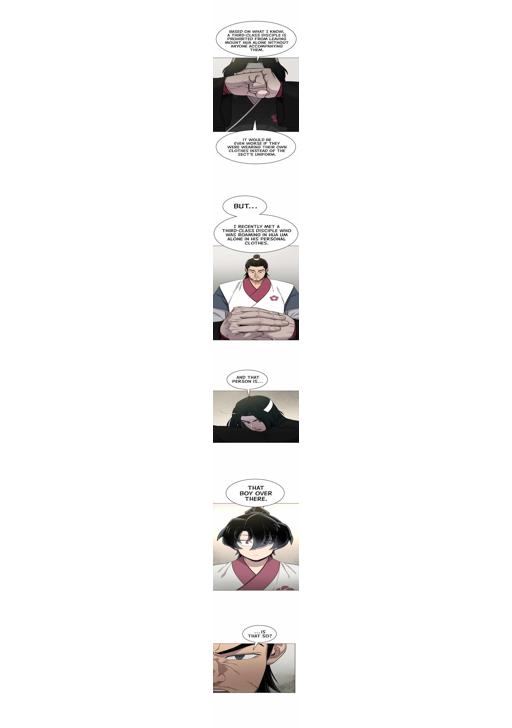 BASED ON WHAT I KNOW,
A THIRD-CLASS DISCIPLE IS
PROHIBITED FROM LEAVING
MOUNT HUA ALONE WITHOUT
ANYONE ACCOMPANYING
THEM.
IT WOULD BE
EVEN WORSE IF THEY
WERE WEARING THEIR OWN
CLOTHES INSTEAD OF THE
SECT'S UNIFORM.
BUT...
I RECENTLY MET A
THIRD-CLASS DISCIPLE WHO
WAS ROAMING IN HUA UM
ALONE IN HIS PERSONAL
CLOTHES.
AND THAT
PERSON IS...
THAT
BOY OVER
THERE.
...IS
THAT SO?